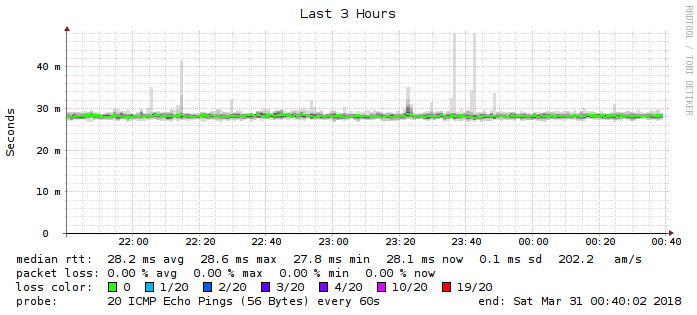 Last 3 Hours
RRDTOOL / TOBI OETIKER
Seconds
40 m
30 m
20 m
10 m
0
22:00 22:20 22:40 23:00 23:20 23:40 00:00 00:20 00:40
median rtt: 28.2 ms avg 28.6 ms max 27.8 ms min 28.1 ms now 0.1 ms sd 202.2 am/s
packet loss: 0.00 % avg 0.00 % max 0.00 % min 0.00 % now
loss color: 0 1/20 2/20 3/20 4/20 10/20 19/20
probe: 20 ICMP Echo Pings (56 Bytes) every 60s end: Sat Mar 31 00:40:02 2018